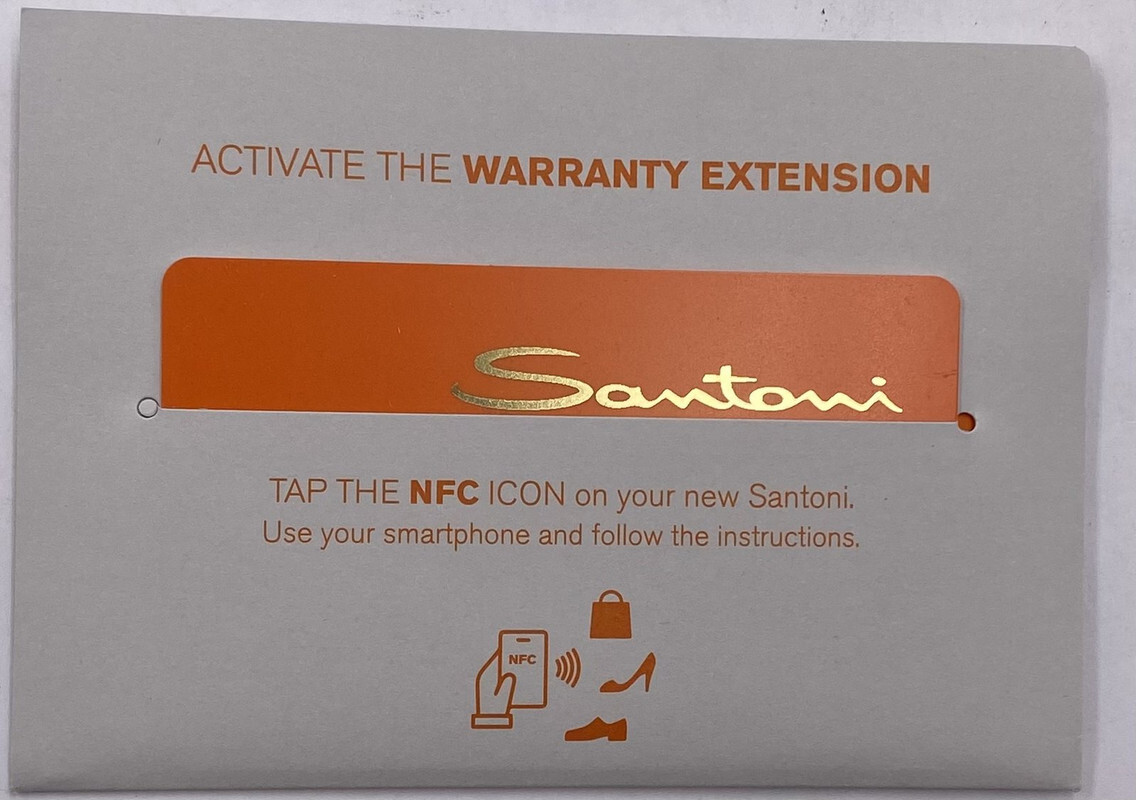 ACTIVATE THE WARRANTY EXTENSION
Santoni
TAP THE NFC ICON on your new Santoni.
Use your smartphone and follow the instructions.
NFC